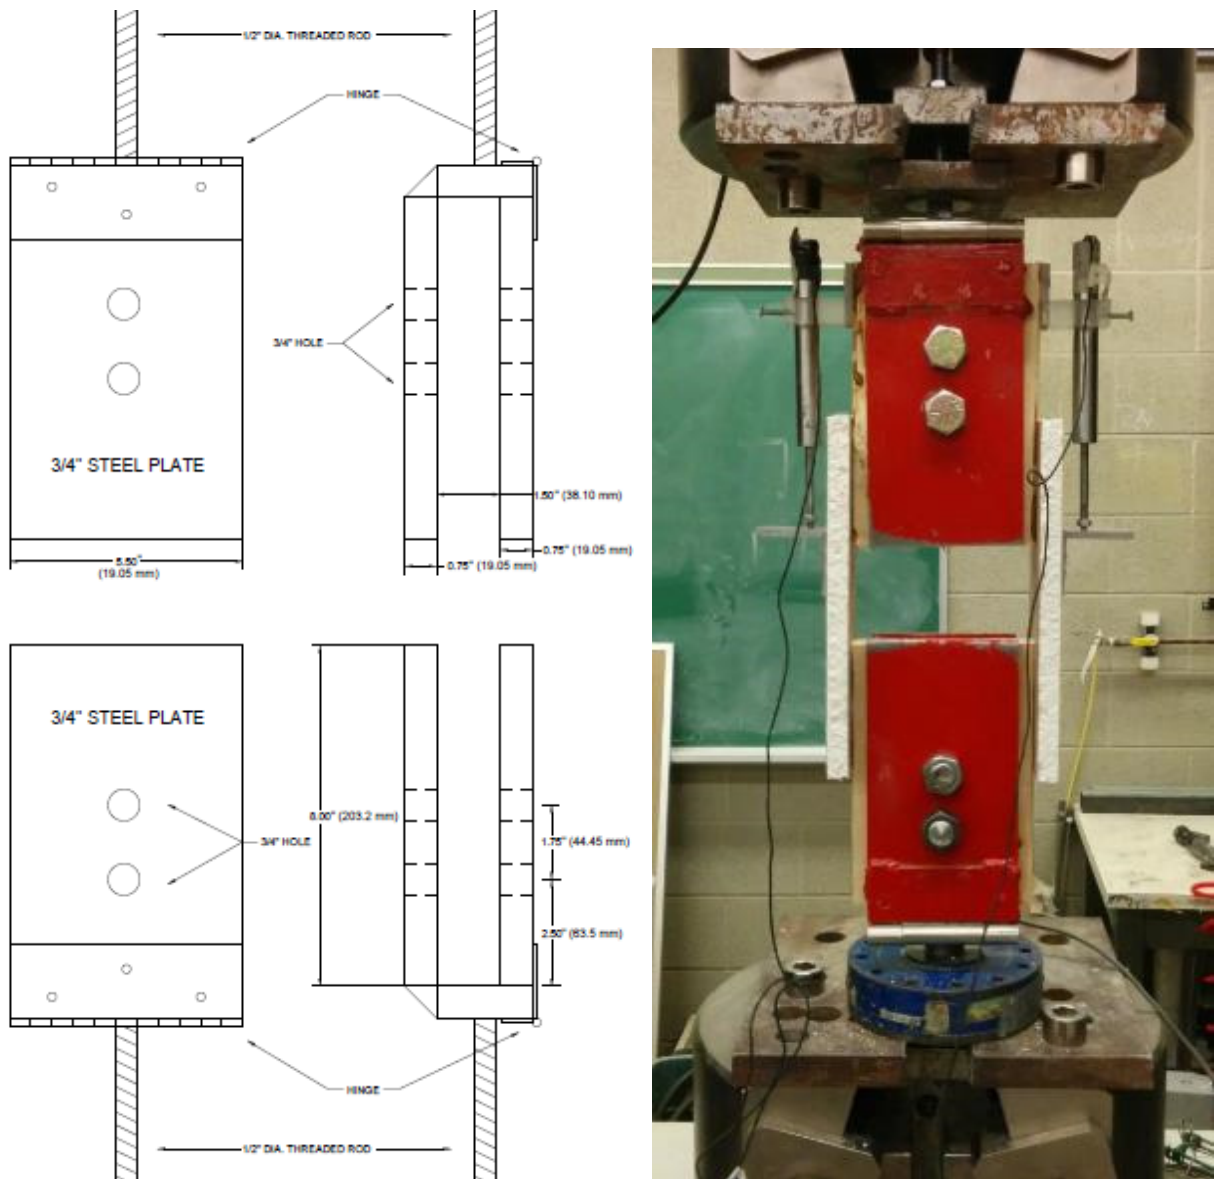 1/2" DIA. THREADED ROD
HINGE
3/4" HOLE
3/4" STEEL PLATE
1.50" (38.10 mm)
0.75" (19.05 mm)
0.75" (19.05 mm)
5.50"
(19.05 mm)
3/4" STEEL PLATE
8.00" (203.2 mm)
1.75" (44.45 mm)
3/4" HOLE
2.50" (63.5 mm)
HINGE
1/2" DIA. THREADED ROD